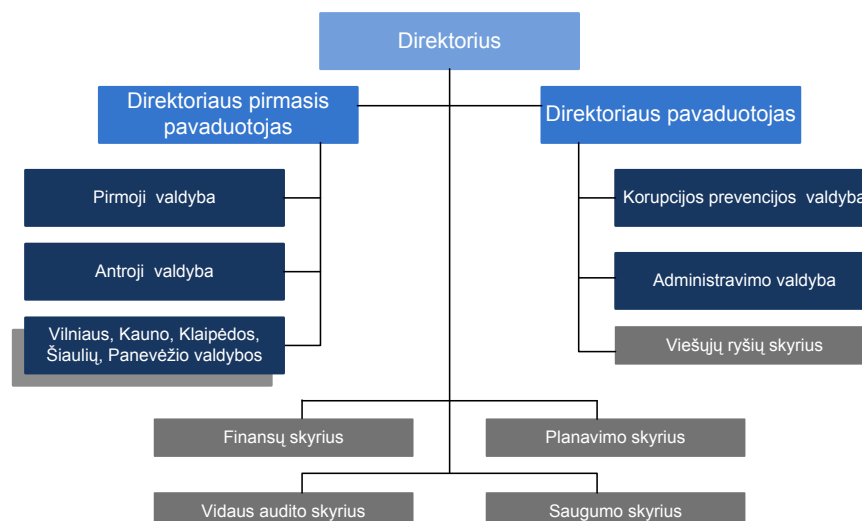 Direktorius
Direktoriaus pirmasis
pavaduotojas
Direktoriaus pavaduotojas
Pirmoji valdyba
Korupcijos prevencijos valdyba
Antroji valdyba
Administravimo valdyba
Vilniaus, Kauno, Klaipėdos,
Šiaulių, Panevėžio valdybos
Viešųjų ryšių skyrius
Finansų skyrius
Planavimo skyrius
Vidaus audito skyrius
Saugumo skyrius